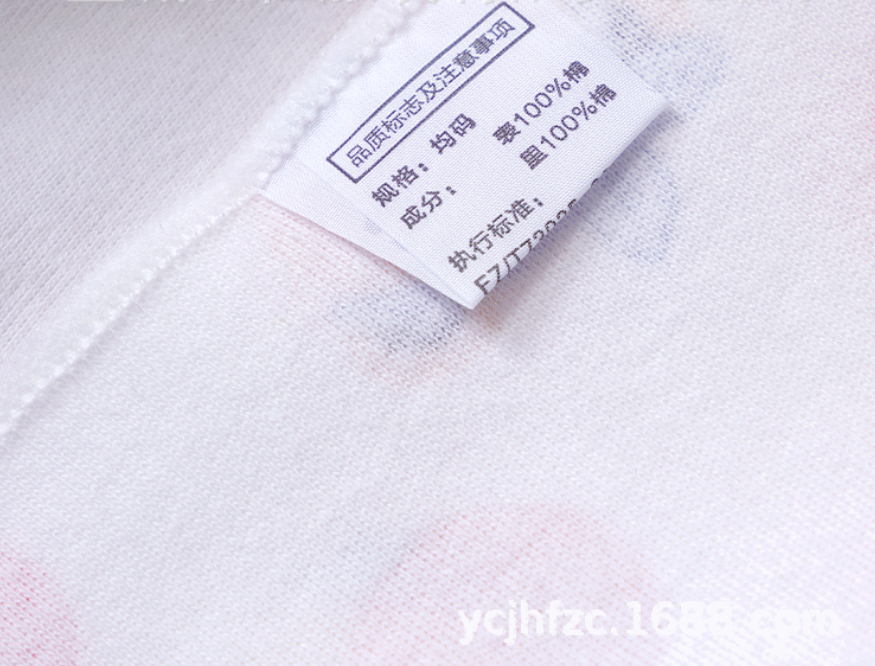 品质标志及注意事项
规格：均码
成分：
表100%棉
里100%棉
执行标准：
ycjhfzc.1688.com